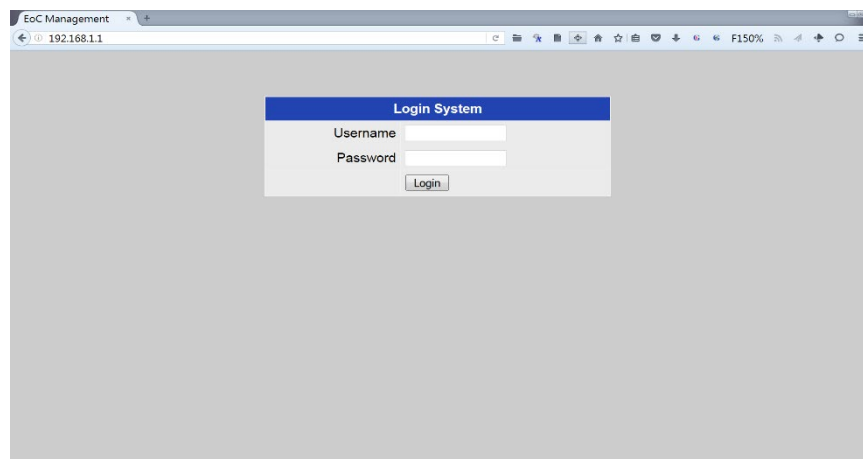 EoC Management
192.168.1.1
F150%
Login System
Username
Password
Login